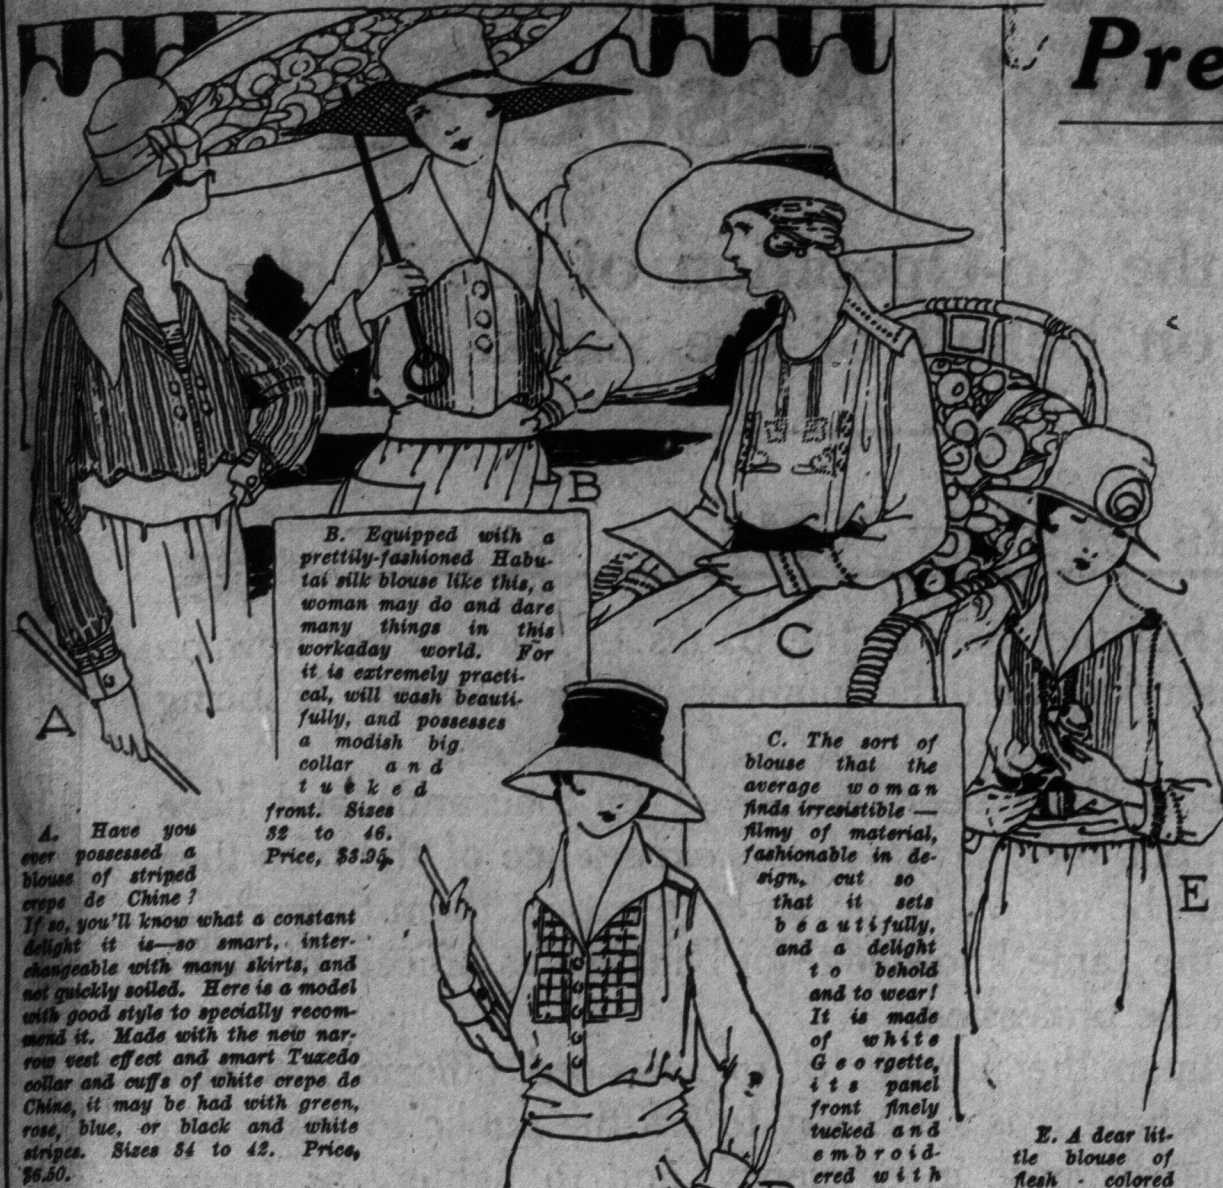 Pre
B
C
A
E
B. Equipped with a
prettily-fashioned Habu-
tai silk blouse like this, a
woman may do and dare
many things in this
workaday world. For
it is extremely practi-
cal, will wash beauti-
fully, and possesses
a modish big
collar and
tucked
front. Sizes
32 to 46.
Price, $3.95.
A. Have you
ever possessed a
blouse of striped
crepe de Chine?
If so, you'll know what a constant
delight it is—so smart, inter-
changeable with many skirts, and
not quickly soiled. Here is a model
with good style to specially recom-
mend it. Made with the new nar-
row vest effect and smart Tuxedo
collar and cuffs of white crepe de
Chine, it may be had with green,
rose, blue, or black and white
stripes. Sizes 34 to 42. Price,
$6.50.
C. The sort of
blouse that the
average woman
finds irresistible —
filmy of material,
fashionable in de-
sign, cut so
that it sets
beautifully,
and a delight
to behold
and to wear!
It is made
of white
Georgette,
its panel
front finely
tucked and
embroid-
ered with
E. A dear lit-
tle blouse of
flesh-colored